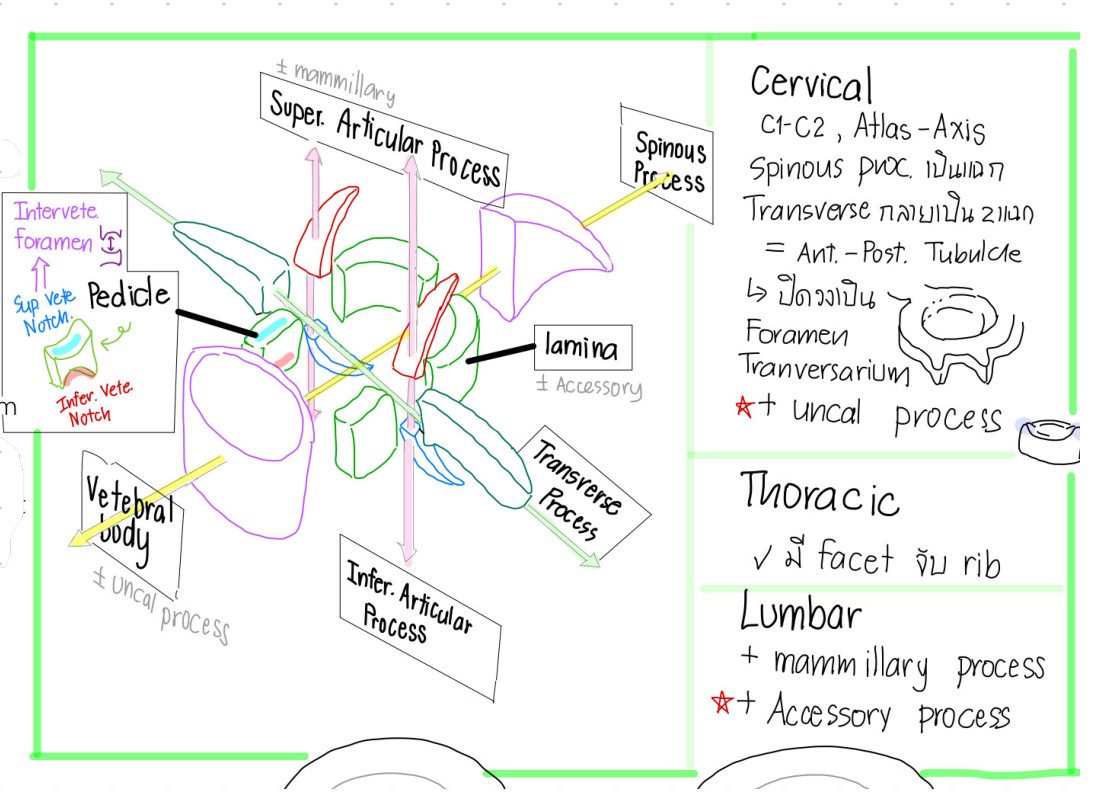 ± mammillary
Super. Articular Process
Spinous
Process
Intervete.
foramen
Sup. Vete
Notch.
Pedicle
Infer. Vete.
Notch
m
lamina
± Accessory
Transverse
Process
Vetebral
body
± uncal process
Infer. Articular
Process
Cervical
C1-C2 , Atlas-Axis
Spinous proc. เป็นแฉก
Transverse กลายเป็น 2 แฉก
= Ant.-Post. Tubulcle
↳ ปิดวงเป็น
Foramen
Tranversarium
☆ + uncal process
Thoracic
✓ มี facet จับ rib
Lumbar
+ mammillary process
☆ + Accessory process